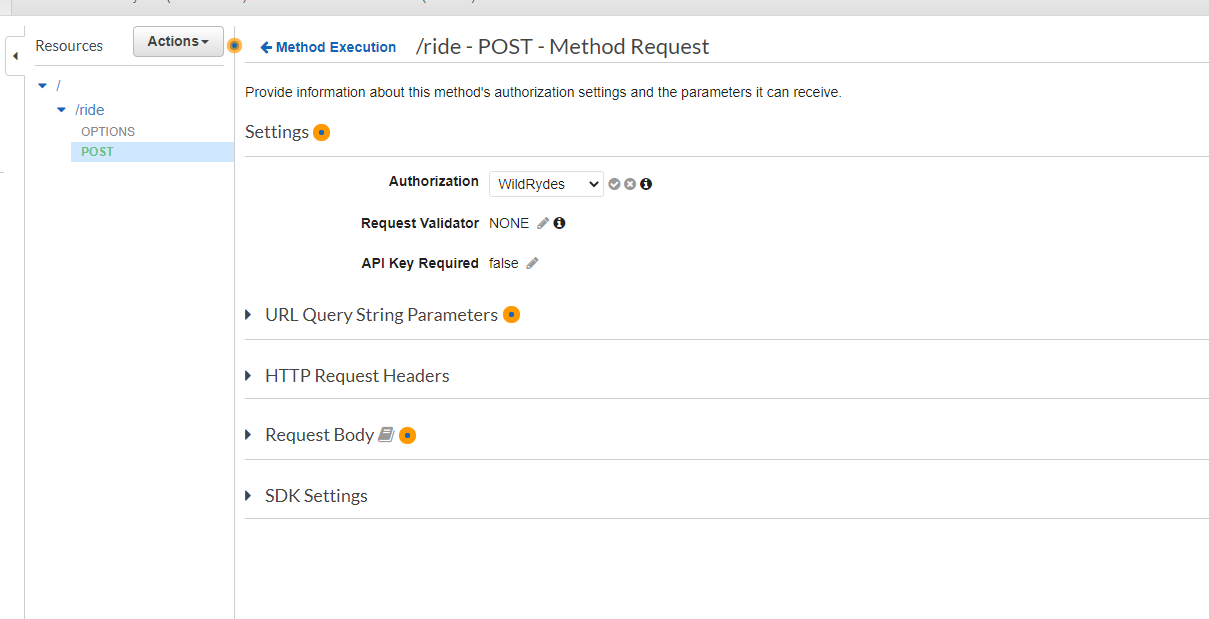 Resources
Actions
Method Execution
/ride - POST - Method Request
/
/ride
OPTIONS
POST
Provide information about this method's authorization settings and the parameters it can receive.
Settings
Authorization
WildRydes
Request Validator NONE
API Key Required false
URL Query String Parameters
HTTP Request Headers
Request Body
SDK Settings